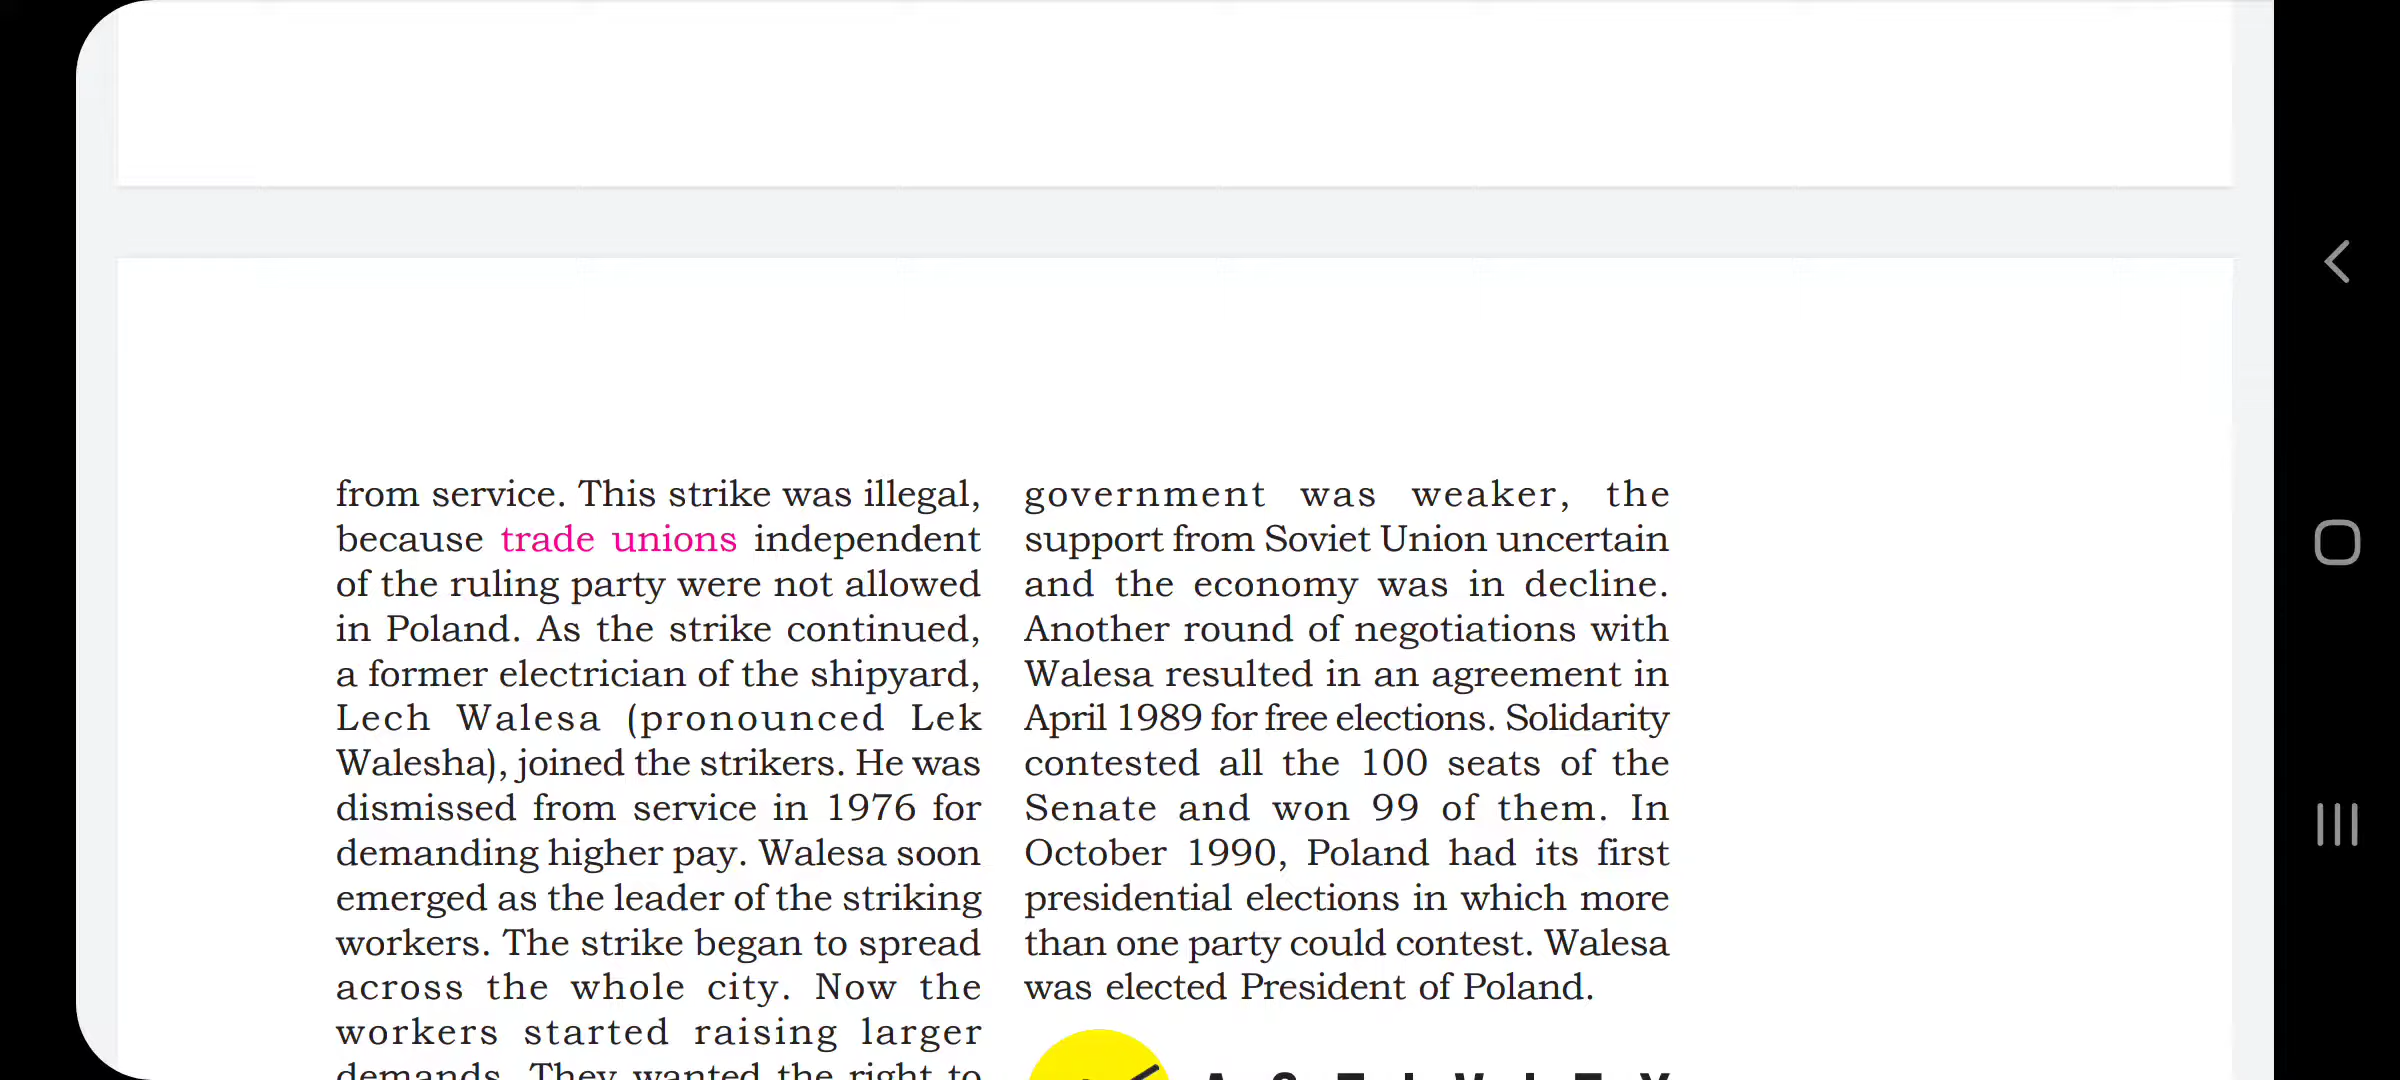 from service. This strike was illegal,
because trade unions independent
of the ruling party were not allowed
in Poland. As the strike continued,
a former electrician of the shipyard,
Lech Walesa (pronounced Lek
Walesha), joined the strikers. He was
dismissed from service in 1976 for
demanding higher pay. Walesa soon
emerged as the leader of the striking
workers. The strike began to spread
across the whole city. Now the
workers started raising larger
demands. They wanted the right to
government was weaker, the
support from Soviet Union uncertain
and the economy was in decline.
Another round of negotiations with
Walesa resulted in an agreement in
April 1989 for free elections. Solidarity
contested all the 100 seats of the
Senate and won 99 of them. In
October 1990, Poland had its first
presidential elections in which more
than one party could contest. Walesa
was elected President of Poland.
ACTIVITY